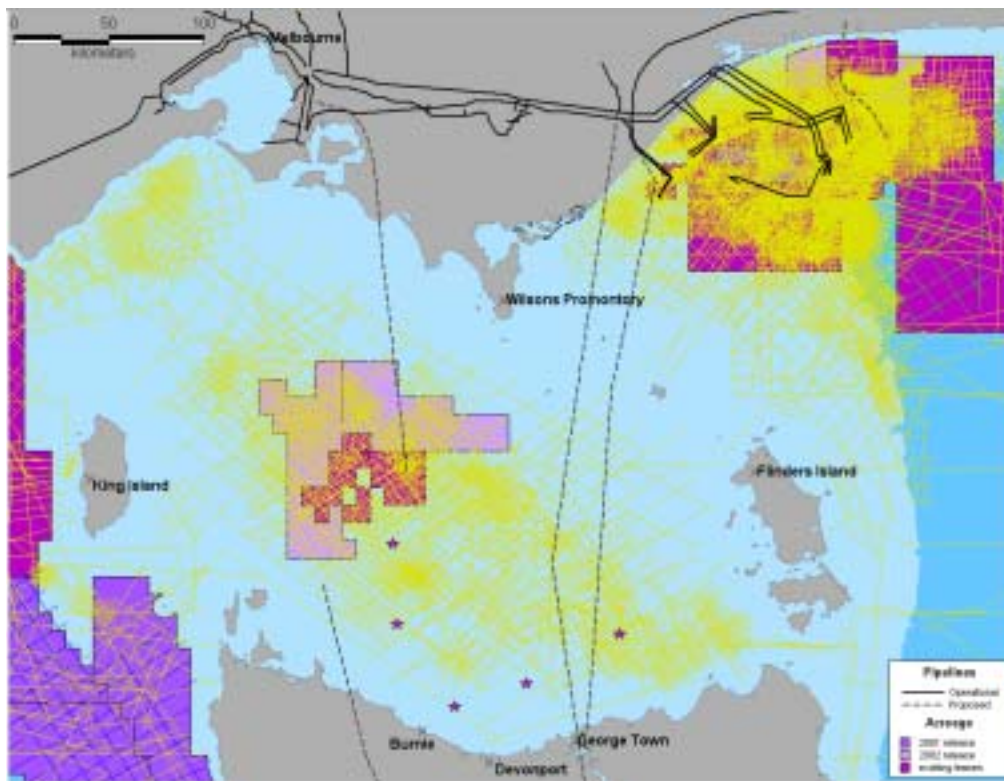 0 50 100
kilometers
Melbourne
Wilsons Promontory
King Island
Flinders Island
Burnie
George Town
Devonport
Pipelines
Operational
Proposed
Acreage
2001 release
2002 release
existing leases